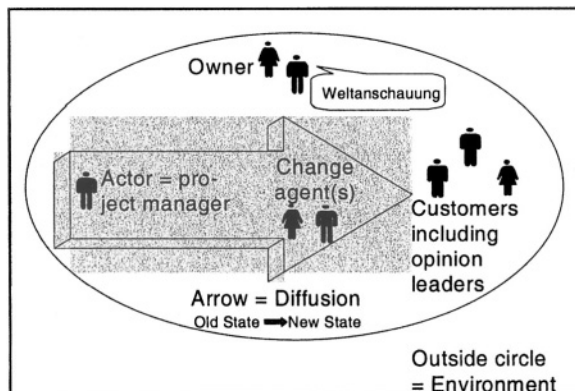 Owner
Weltanschauung
Actor = pro-
ject manager
Change
agent(s)
Customers
including
opinion
leaders
Arrow = Diffusion
Old State ➡ New State
Outside circle
= Environment